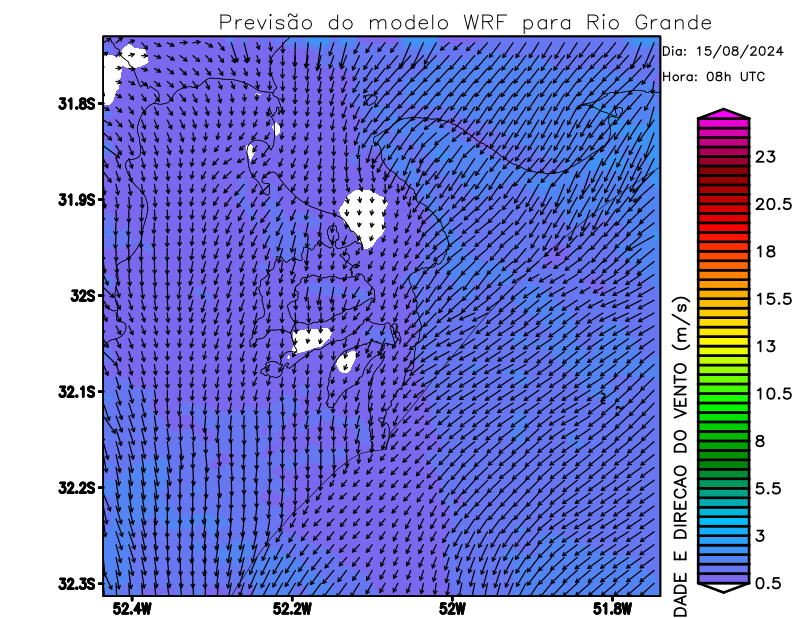 Previsão do modelo WRF para Rio Grande
Dia: 15/08/2024
Hora: 08h UTC
31.8S
31.9S
32S
32.1S
32.2S
32.3S
52.4W
52.2W
52W
51.8W
23
20.5
18
15.5
13
10.5
8
5.5
3
0.5
DADE E DIRECAO DO VENTO (m/s)